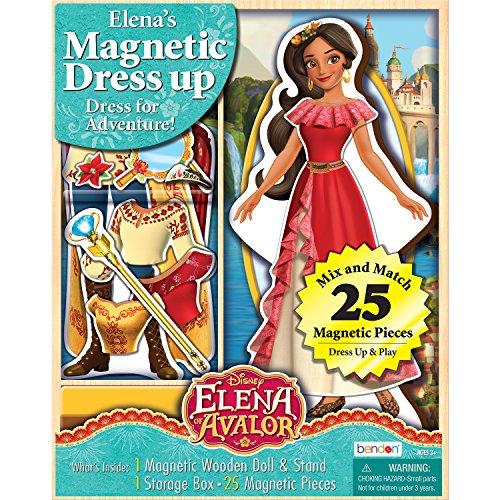 Elena's
Magnetic
Dress up
Dress for
Adventure!
Mix and Match
25
Magnetic Pieces
Dress Up & Play
Disney
ELENA
OF AVALOR
What's Inside: 1 Magnetic Wooden Doll & Stand
1 Storage Box • 25 Magnetic Pieces
bendon
AGES 3+
WARNING:
CHOKING HAZARD-Small parts.
Not for children under 3 years.